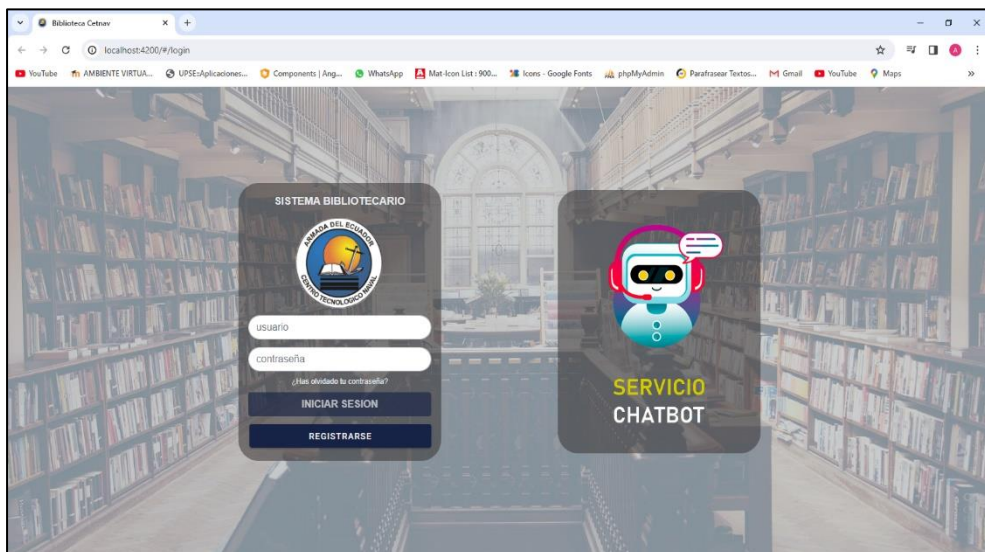 Biblioteca Cetnav
localhost:4200/#/login
YouTube
AMBIENTE VIRTUA...
UPSE::Aplicaciones...
Components | Ang...
WhatsApp
Mat-Icon List : 900...
Icons - Google Fonts
phpMyAdmin
Parafrasear Textos...
Gmail
YouTube
Maps
SISTEMA BIBLIOTECARIO
ARMADA DEL ECUADOR
CENTRO TECNOLOGICO NAVAL
usuario
contraseña
¿Has olvidado tu contraseña?
INICIAR SESION
REGISTRARSE
SERVICIO
CHATBOT